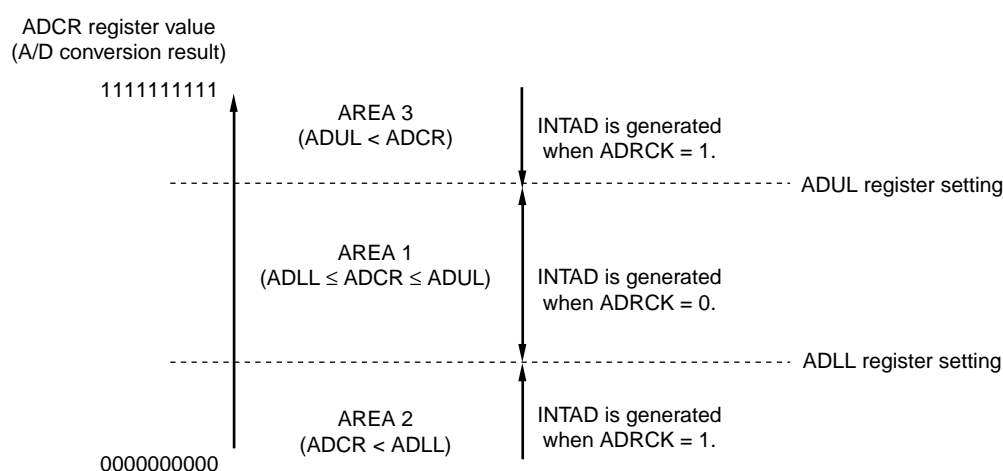 ADCR register value
(A/D conversion result)
1111111111
AREA 3
(ADUL < ADCR)
INTAD is generated
when ADRCK = 1.
ADUL register setting
AREA 1
(ADLL ≤ ADCR ≤ ADUL)
INTAD is generated
when ADRCK = 0.
ADLL register setting
AREA 2
(ADCR < ADLL)
INTAD is generated
when ADRCK = 1.
0000000000